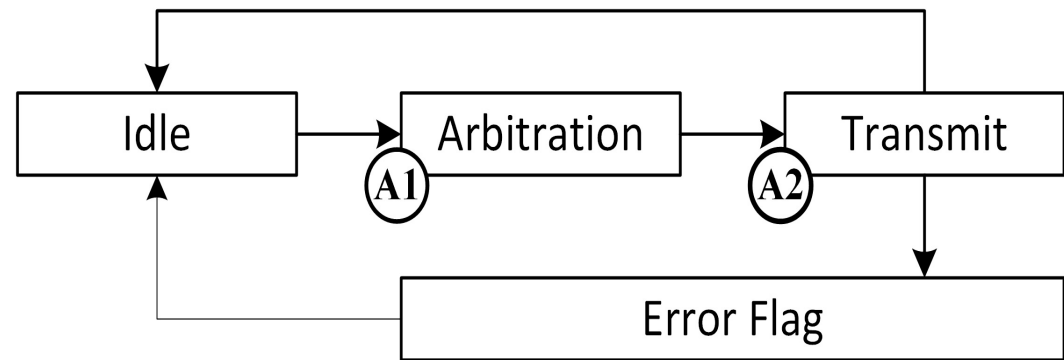 Idle
Arbitration
Transmit
A1
A2
Error Flag